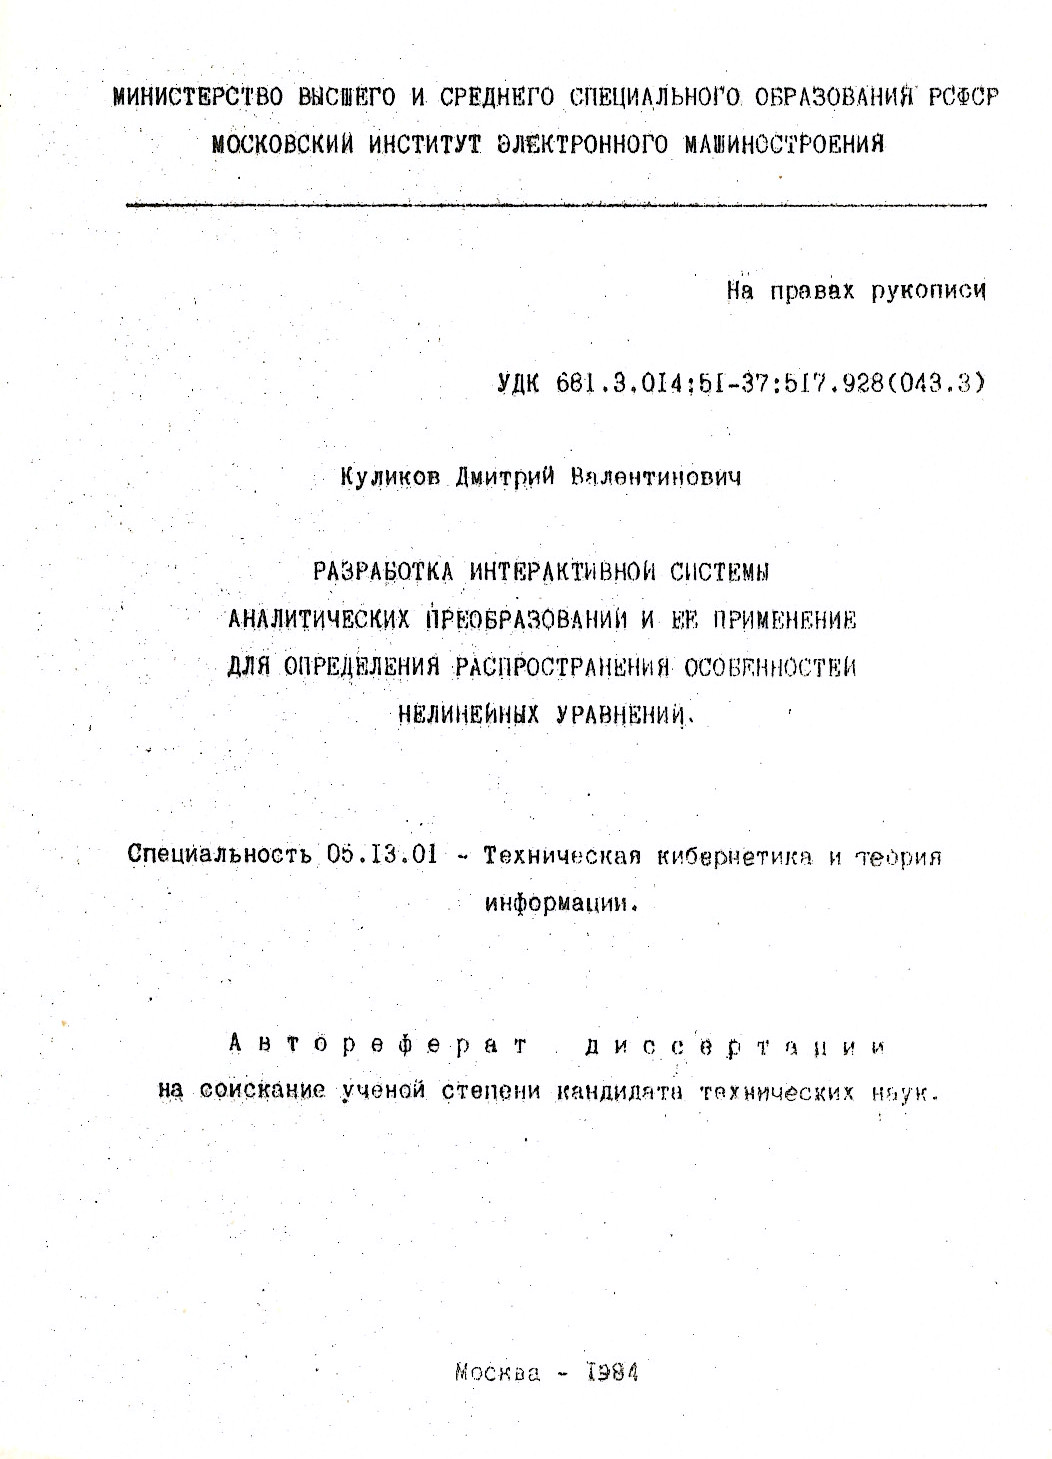 МИНИСТЕРСТВО ВЫСШЕГО И СРЕДНЕГО СПЕЦИАЛЬНОГО ОБРАЗОВАНИЯ РСФСР
МОСКОВСКИЙ ИНСТИТУТ ЭЛЕКТРОННОГО МАШИНОСТРОЕНИЯ
На правах рукописи
УДК 681.3.014:51-37:517.928(043.3)
Куликов Дмитрий Валентинович
РАЗРАБОТКА ИНТЕРАКТИВНОЙ СИСТЕМЫ
АНАЛИТИЧЕСКИХ ПРЕОБРАЗОВАНИЙ И ЕЕ ПРИМЕНЕНИЕ
ДЛЯ ОПРЕДЕЛЕНИЯ РАСПРОСТРАНЕНИЯ ОСОБЕННОСТЕЙ
НЕЛИНЕЙНЫХ УРАВНЕНИЙ.
Специальность 05.13.01 - Техническая кибернетика и теория
информации.
Автореферат диссертации
на соискание ученой степени кандидата технических наук.
Москва - 1984